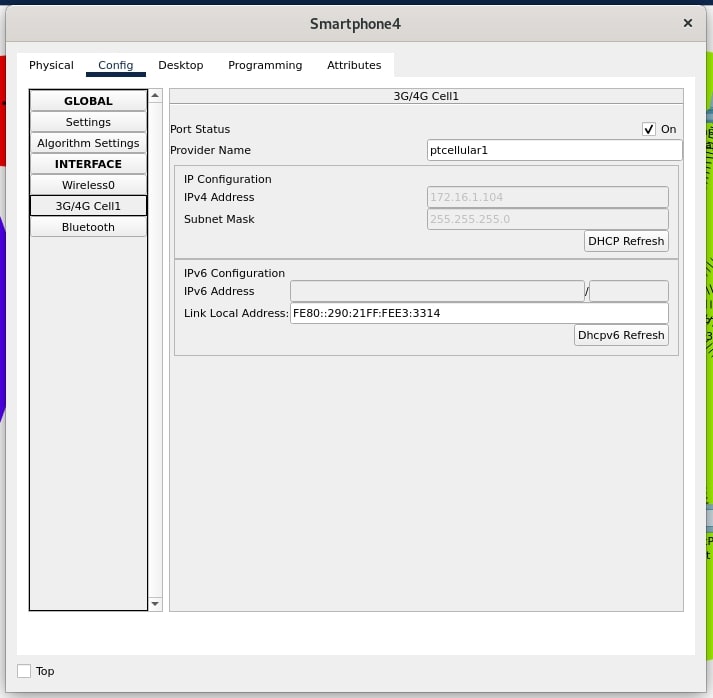 Smartphone4
Physical Config Desktop Programming Attributes
GLOBAL
Settings
Algorithm Settings
INTERFACE
Wireless0
3G/4G Cell1
Bluetooth
3G/4G Cell1
Port Status On
Provider Name ptcellular1
IP Configuration
IPv4 Address 172.16.1.104
Subnet Mask 255.255.255.0
DHCP Refresh
IPv6 Configuration
IPv6 Address /
Link Local Address: FE80::290:21FF:FEE3:3314
Dhcpv6 Refresh
Top